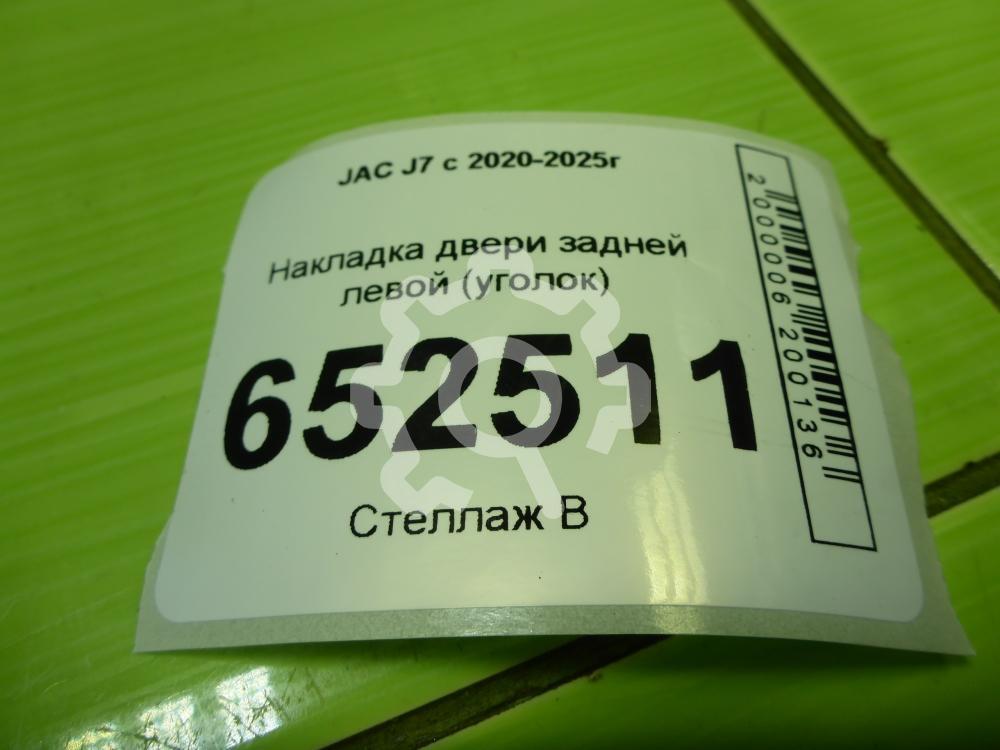 JAC J7 с 2020-2025г
Накладка двери задней
левой (уголок)
652511
Стеллаж В
2000006200136